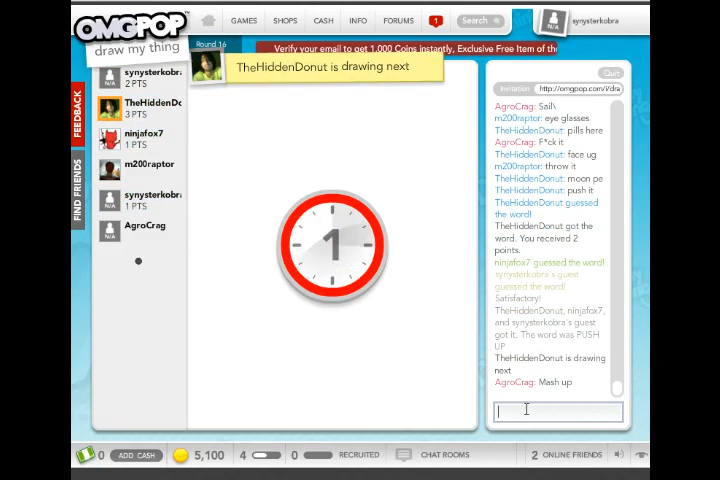 OMGPOP
draw my thing
GAMES SHOPS CASH INFO FORUMS 1 Search N/A synysterkobra
Round 16
Verify your email to get 1,000 Coins instantly, Exclusive Free Item of the
TheHiddenDonut is drawing next
FEEDBACK
FIND FRIENDS
N/A synysterkobra
2 PTS
TheHiddenDo
3 PTS
ninjafox7
1 PTS
m200raptor
N/A synysterkobra
1 PTS
N/A AgroCrag
1
Quit
Invitation http://omgpop.com/i/dra
AgroCrag: Sail\
m200raptor: eye glasses
TheHiddenDonut: pills here
AgroCrag: F*ck it
TheHiddenDonut: face ug
m200raptor: throw it
TheHiddenDonut: moon pe
TheHiddenDonut: push it
TheHiddenDonut guessed
the word!
TheHiddenDonut got the
word. You received 2
points.
ninjafox7 guessed the word!
synysterkobra's guest
guessed the word!
Satisfactory!
TheHiddenDonut, ninjafox7,
and synysterkobra's guest
got it. The word was PUSH
UP
TheHiddenDonut is drawing
next
AgroCrag: Mash up
0 ADD CASH 5,100 4 0 RECRUITED CHAT ROOMS 2 ONLINE FRIENDS